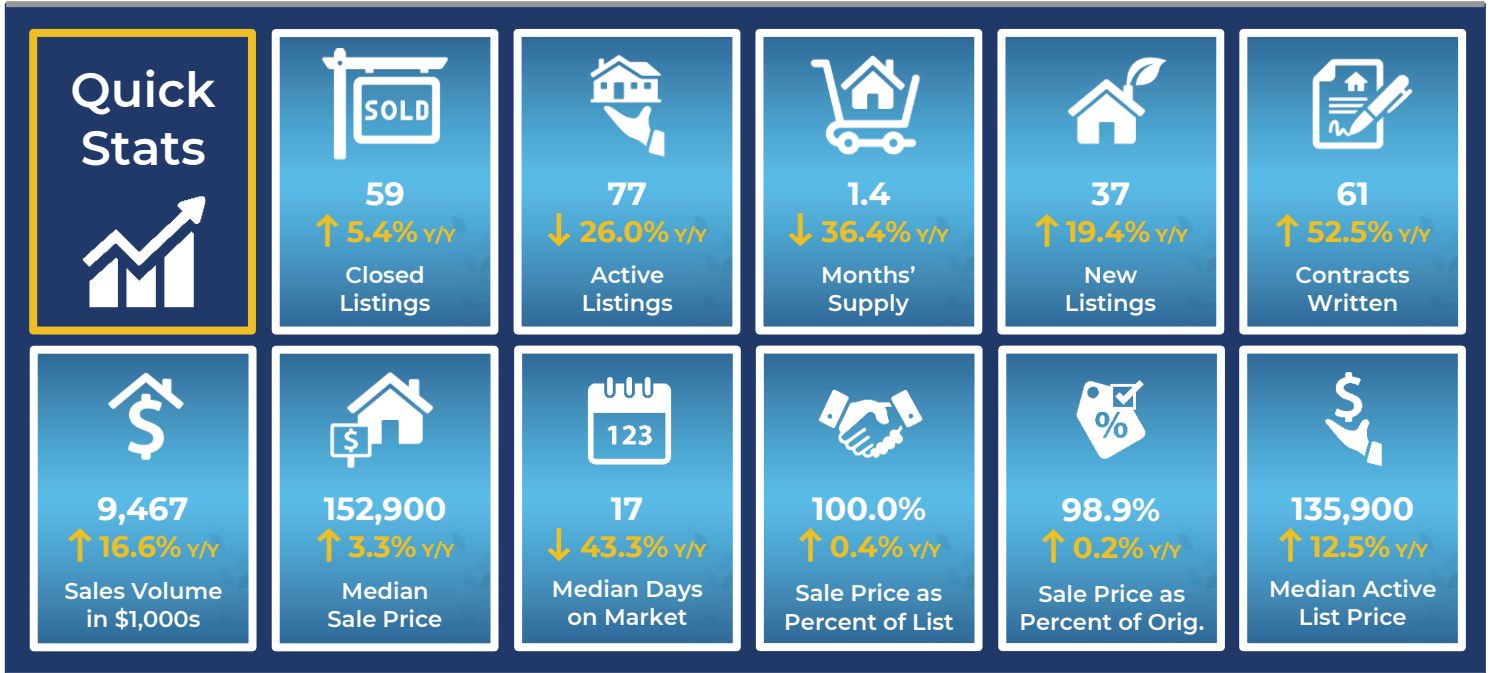 Quick
Stats
SOLD
59
↑ 5.4% Y/Y
Closed
Listings
77
↓ 26.0% Y/Y
Active
Listings
1.4
↓ 36.4% Y/Y
Months’
Supply
37
↑ 19.4% Y/Y
New
Listings
61
↑ 52.5% Y/Y
Contracts
Written
$
9,467
↑ 16.6% Y/Y
Sales Volume
in $1,000s
$
152,900
↑ 3.3% Y/Y
Median
Sale Price
123
17
↓ 43.3% Y/Y
Median Days
on Market
100.0%
↑ 0.4% Y/Y
Sale Price as
Percent of List
%
98.9%
↑ 0.2% Y/Y
Sale Price as
Percent of Orig.
$
135,900
↑ 12.5% Y/Y
Median Active
List Price